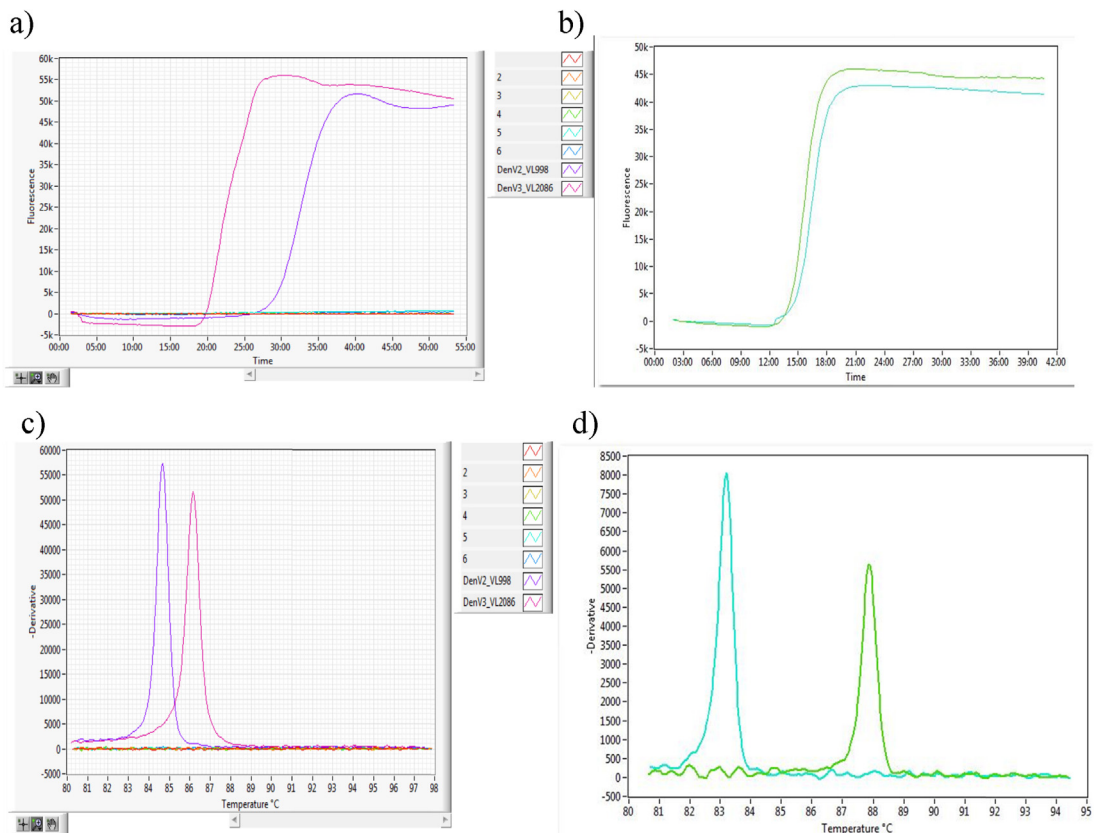 a)
60k
55k
50k
45k
40k
35k
30k
25k
20k
15k
10k
5k
0
-5k
Fluorescence
00:00 05:00 10:00 15:00 20:00 25:00 30:00 35:00 40:00 45:00 50:00 55:00
Time
2
3
4
5
6
DenV2_VL998
DenV3_VL2086
b)
50k
45k
40k
35k
30k
25k
20k
15k
10k
5k
0
-5k
Fluorescence
00:00 03:00 06:00 09:00 12:00 15:00 18:00 21:00 24:00 27:00 30:00 33:00 36:00 39:00 42:00
Time
c)
60000
55000
50000
45000
40000
35000
30000
25000
20000
15000
10000
5000
0
-5000
-Derivative
80 81 82 83 84 85 86 87 88 89 90 91 92 93 94 95 96 97 98
Temperature °C
2
3
4
5
6
DenV2_VL998
DenV3_VL2086
d)
8500
8000
7500
7000
6500
6000
5500
5000
4500
4000
3500
3000
2500
2000
1500
1000
500
0
-500
-Derivative
80 81 82 83 84 85 86 87 88 89 90 91 92 93 94 95
Temperature °C